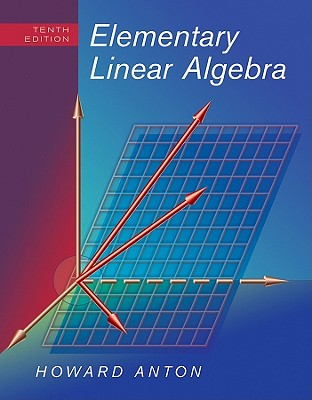 TENTH
EDITION
Elementary
Linear Algebra
HOWARD ANTON